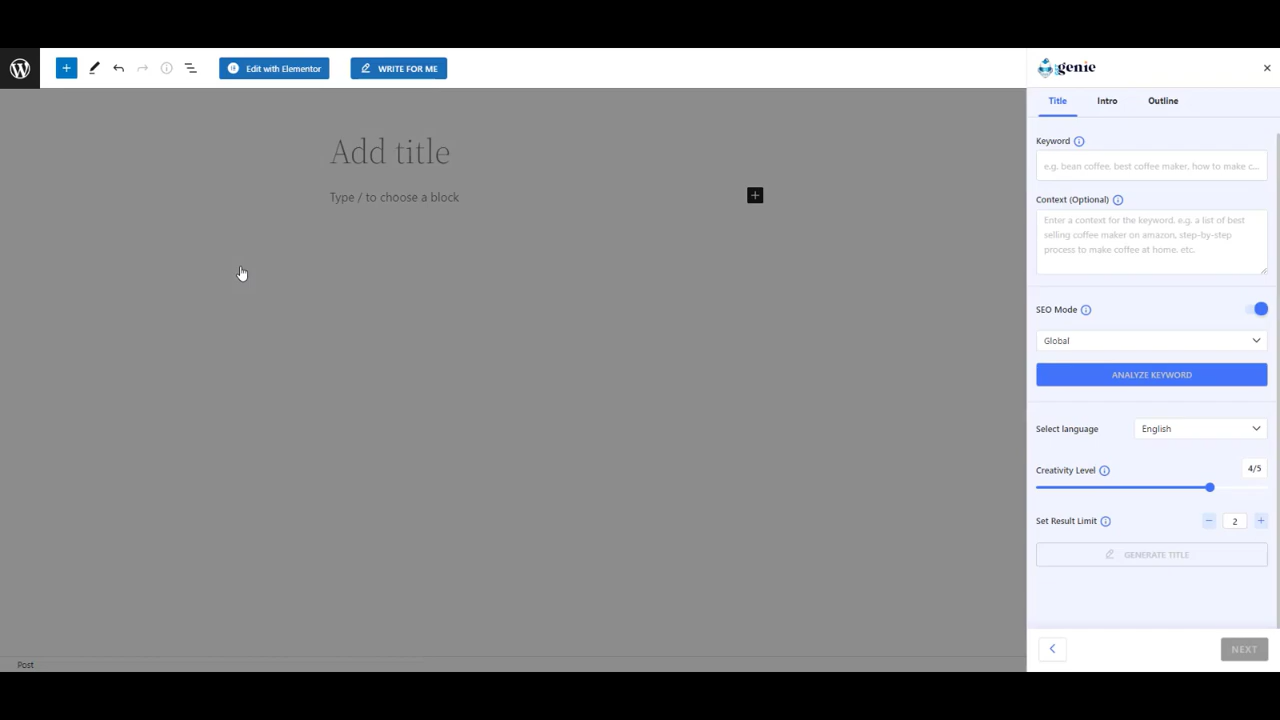 Edit with Elementor
WRITE FOR ME
genie
Title
Intro
Outline
Add title
Type / to choose a block
Keyword
e.g. bean coffee, best coffee maker, how to make c...
Context (Optional)
Enter a context for the keyword. e.g. a list of best
selling coffee maker on amazon, step-by-step
process to make coffee at home. etc.
SEO Mode
Global
ANALYZE KEYWORD
Select language
English
Creativity Level
4/5
Set Result Limit
2
GENERATE TITLE
NEXT
Post